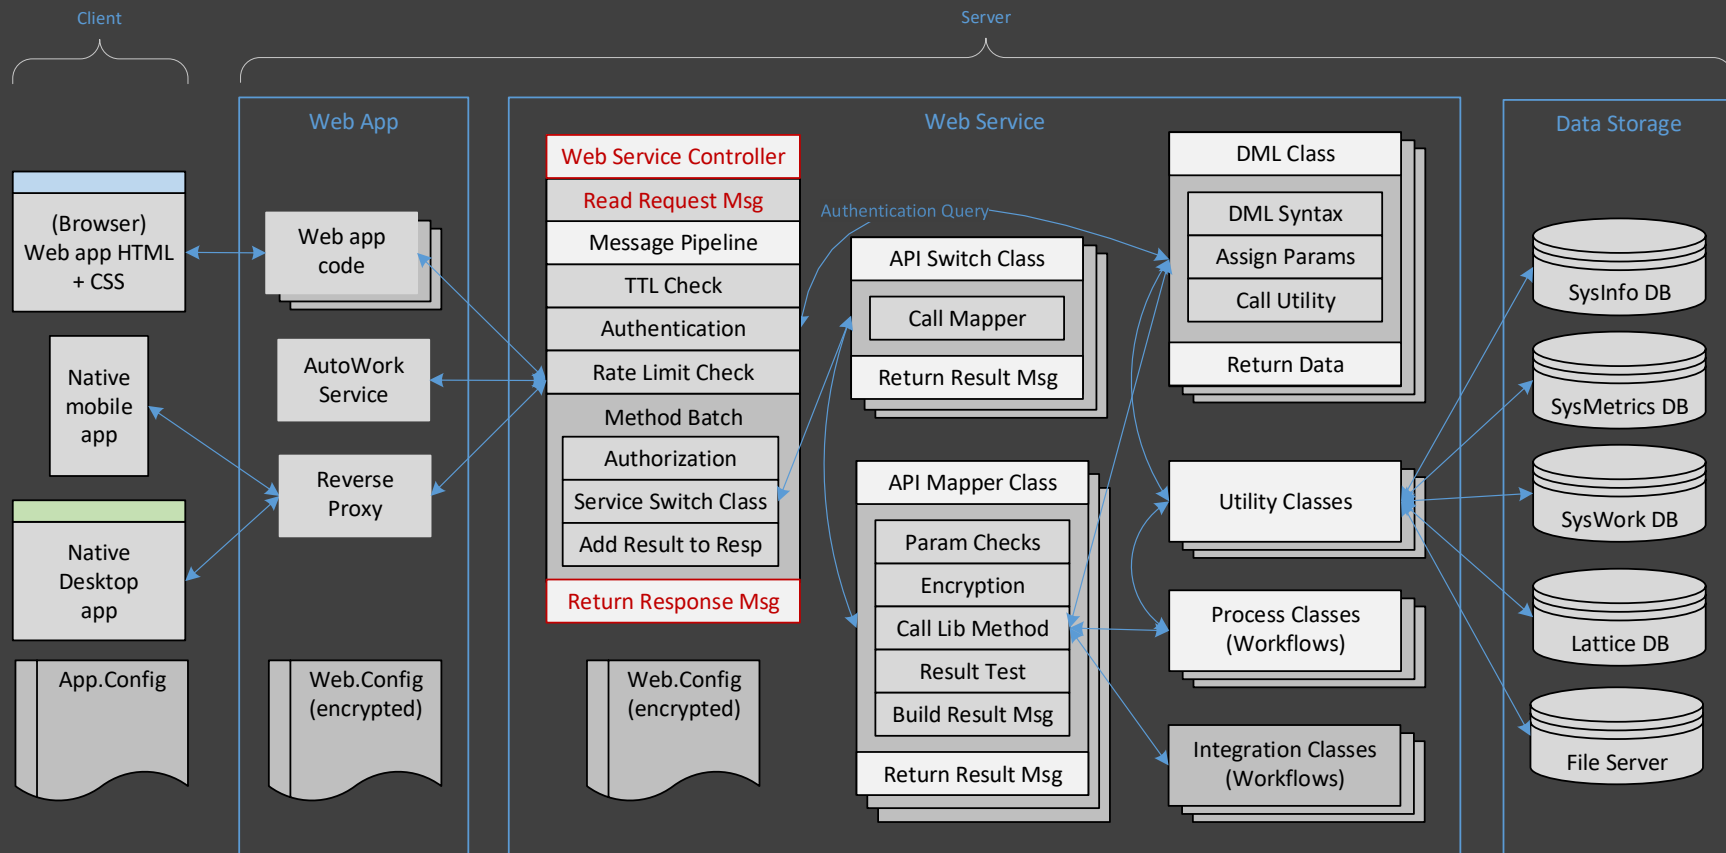 Client
Server
Web App
Web Service
Data Storage
(Browser)
Web app HTML
+ CSS
Native
mobile
app
Native
Desktop
app
App.Config
Web app
code
AutoWork
Service
Reverse
Proxy
Web.Config
(encrypted)
Web Service Controller
Read Request Msg
Message Pipeline
TTL Check
Authentication
Rate Limit Check
Method Batch
Authorization
Service Switch Class
Add Result to Resp
Return Response Msg
Web.Config
(encrypted)
Authentication Query
API Switch Class
Call Mapper
Return Result Msg
API Mapper Class
Param Checks
Encryption
Call Lib Method
Result Test
Build Result Msg
Return Result Msg
DML Class
DML Syntax
Assign Params
Call Utility
Return Data
Utility Classes
Process Classes
(Workflows)
Integration Classes
(Workflows)
SysInfo DB
SysMetrics DB
SysWork DB
Lattice DB
File Server